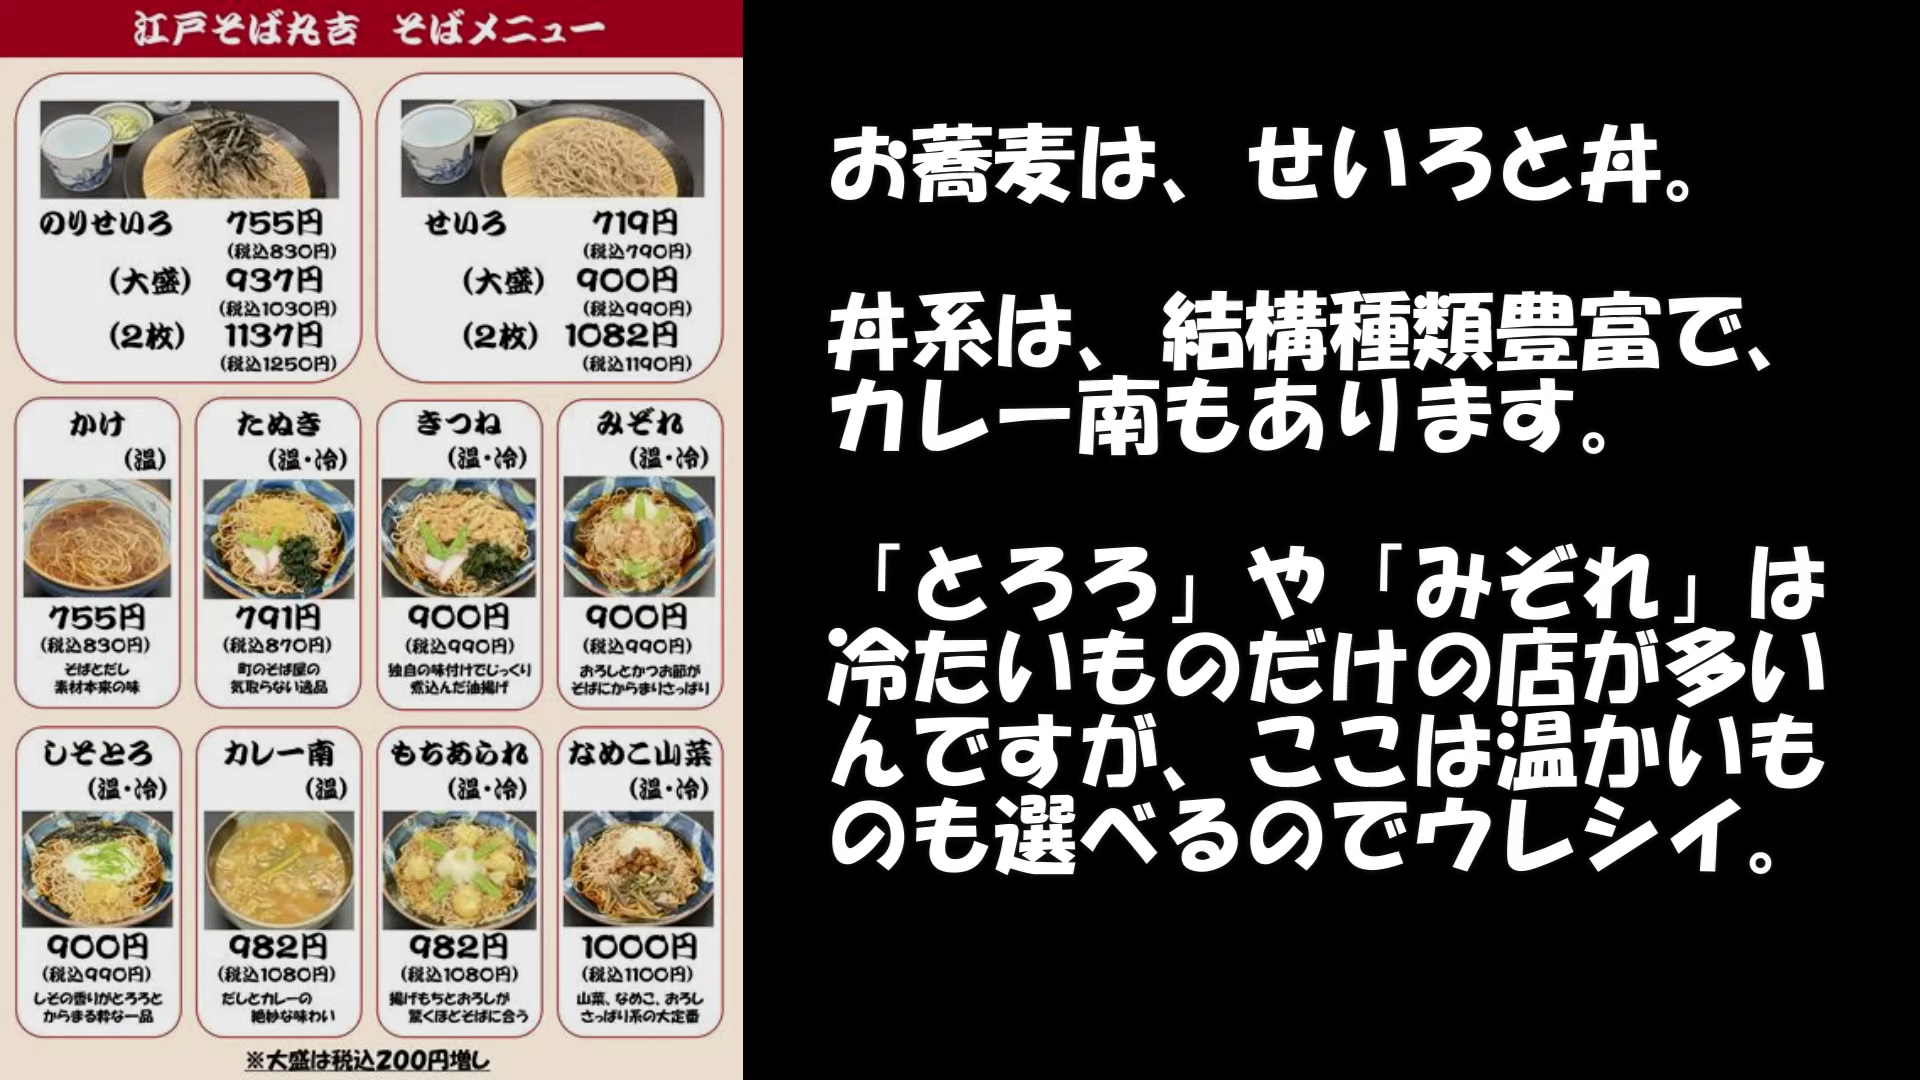 江戸そば丸吉 そばメニュー
のりせいろ 755円
(税込830円)
(大盛) 937円
(税込1030円)
(2枚) 1137円
(税込1250円)
せいろ 719円
(税込790円)
(大盛) 900円
(税込990円)
(2枚) 1082円
(税込1190円)
かけ
(温)
755円
(税込830円)
そばとだし
素材本来の味
たぬき
(温・冷)
791円
(税込870円)
町のそば屋の
気取らない逸品
きつね
(温・冷)
900円
(税込990円)
独自の味付けでじっくり
煮込んだ油揚げ
みぞれ
(温・冷)
900円
(税込990円)
おろしとかつお節が
そばにからまりさっぱり
しそとろ
(温・冷)
900円
(税込990円)
しその香りがとろろと
からまる粋な一品
カレー南
(温)
982円
(税込1080円)
だしとカレーの
絶妙な味わい
もちあられ
(温・冷)
982円
(税込1080円)
揚げもちとおろしが
驚くほどそばに合う
なめこ山菜
(温・冷)
1000円
(税込1100円)
山菜、なめこ、おろし
さっぱり系の大定番
※大盛は税込200円増し
お蕎麦は、せいろと丼。
丼系は、結構種類豊富で、
カレー南もあります。
「とろろ」や「みぞれ」は
冷たいものだけの店が多い
んですが、ここは温かいも
のも選べるのでウレシイ。